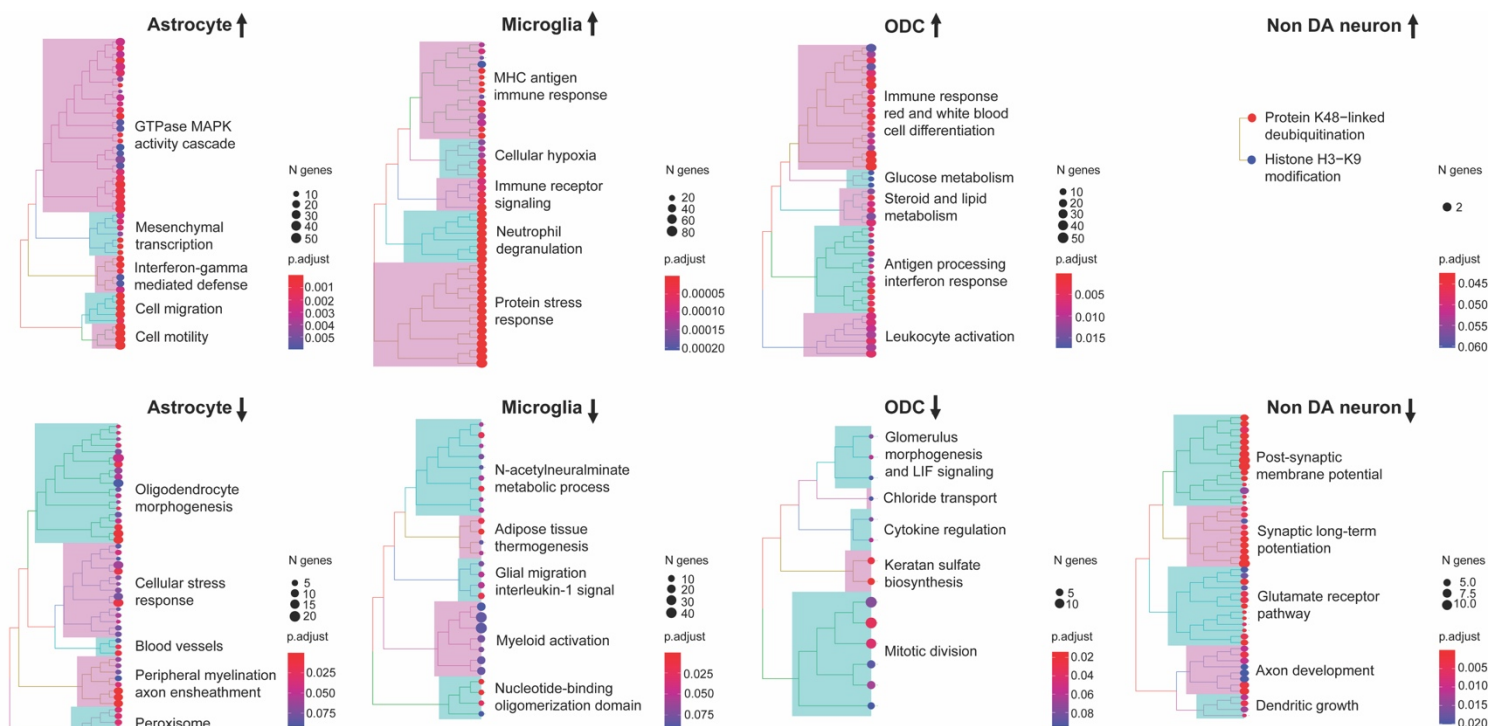 Astrocyte
GTPase MAPK
activity cascade
Mesenchymal
transcription
Interferon-gamma
mediated defense
Cell migration
Cell motility
N genes
10
20
30
40
50
p.adjust
0.001
0.002
0.003
0.004
0.005
Microglia
MHC antigen
immune response
Cellular hypoxia
Immune receptor
signaling
Neutrophil
degranulation
Protein stress
response
N genes
20
40
60
80
p.adjust
0.00005
0.00010
0.00015
0.00020
ODC
Immune response
red and white blood
cell differentiation
Glucose metabolism
Steroid and lipid
metabolism
Antigen processing
interferon response
Leukocyte activation
N genes
10
20
30
40
50
p.adjust
0.005
0.010
0.015
Non DA neuron
Protein K48-linked
deubiquitination
Histone H3-K9
modification
N genes
2
p.adjust
0.045
0.050
0.055
0.060
Astrocyte
Oligodendrocyte
morphogenesis
Cellular stress
response
Blood vessels
Peripheral myelination
axon ensheathment
Peroxisome
N genes
5
10
15
20
p.adjust
0.025
0.050
0.075
Microglia
N-acetylneuralminate
metabolic process
Adipose tissue
thermogenesis
Glial migration
interleukin-1 signal
Myeloid activation
Nucleotide-binding
oligomerization domain
N genes
10
20
30
40
p.adjust
0.025
0.050
0.075
ODC
Glomerulus
morphogenesis
and LIF signaling
Chloride transport
Cytokine regulation
Keratan sulfate
biosynthesis
Mitotic division
N genes
5
10
p.adjust
0.02
0.04
0.06
0.08
Non DA neuron
Post-synaptic
membrane potential
Synaptic long-term
potentiation
Glutamate receptor
pathway
Axon development
Dendritic growth
N genes
5.0
7.5
10.0
p.adjust
0.005
0.010
0.015
0.020